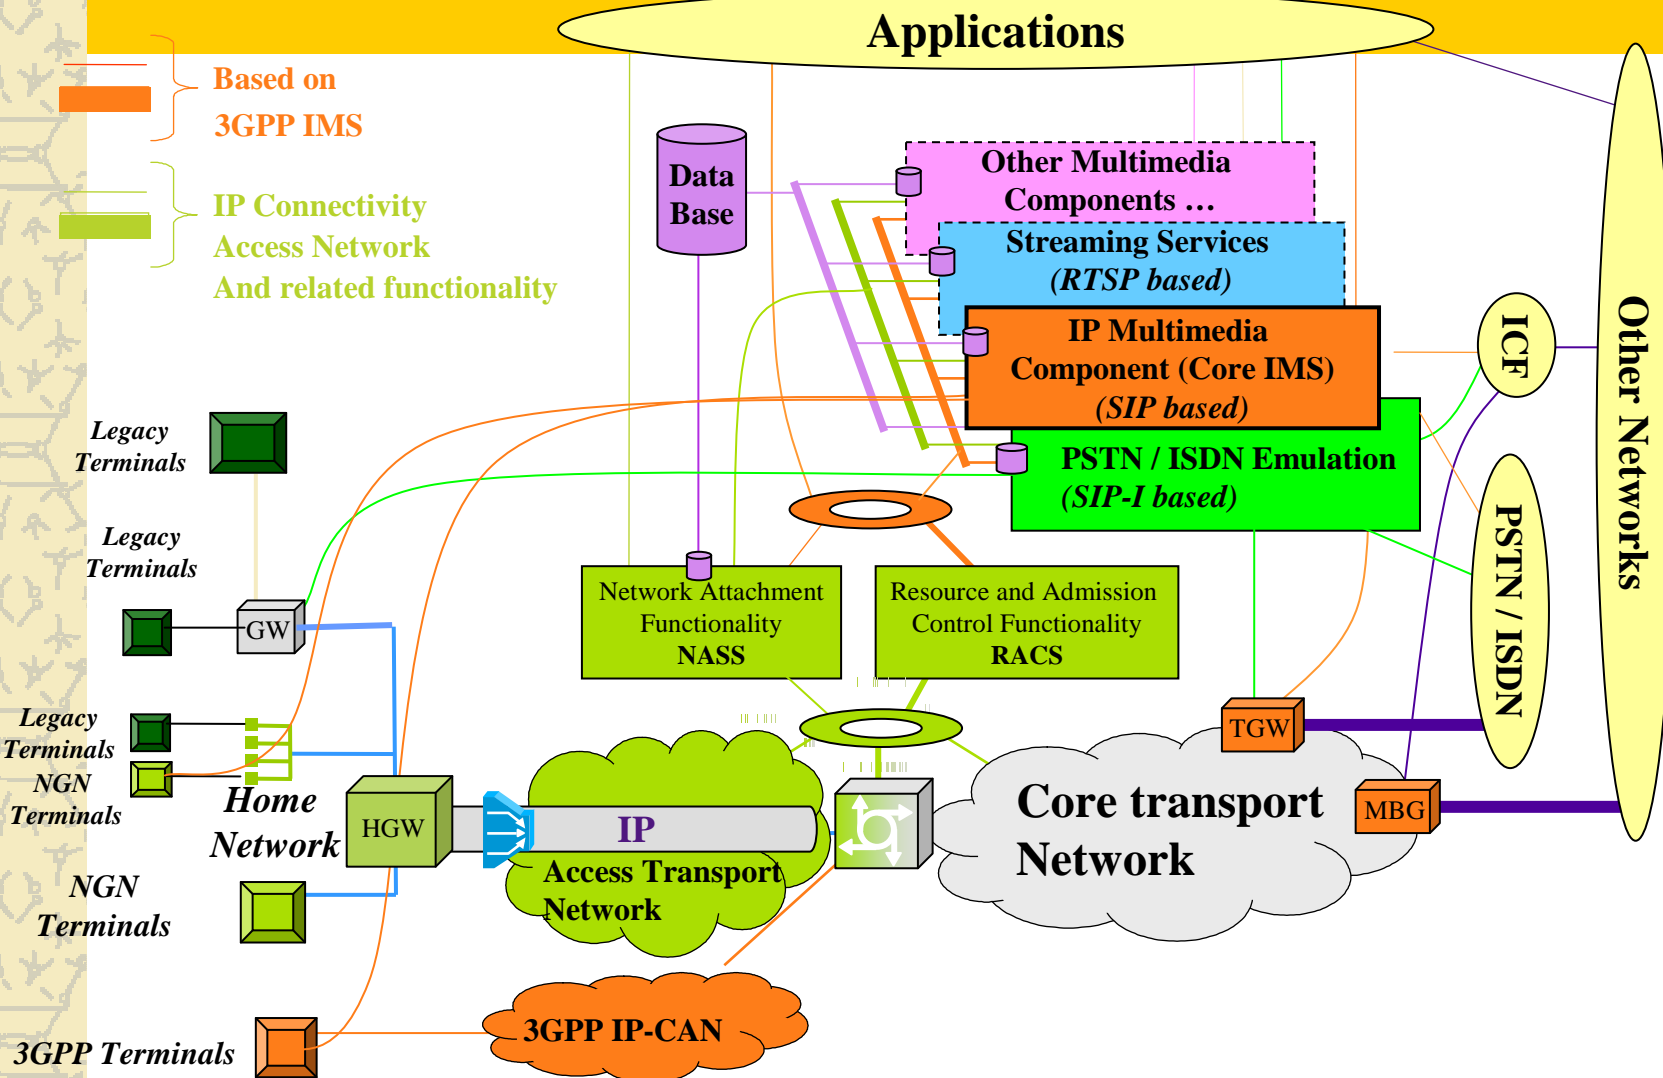 Applications
Based on
3GPP IMS
IP Connectivity
Access Network
And related functionality
Data
Base
Other Multimedia
Components …
Streaming Services
(RTSP based)
IP Multimedia
Component (Core IMS)
(SIP based)
PSTN / ISDN Emulation
(SIP-I based)
ICF
Other Networks
PSTN / ISDN
Legacy
Terminals
Legacy
Terminals
GW
Network Attachment
Functionality
NASS
Resource and Admission
Control Functionality
RACS
Legacy
Terminals
NGN
Terminals
Home
Network
HGW
IP
Access Transport
Network
TGW
MBG
Core transport
Network
NGN
Terminals
3GPP IP-CAN
3GPP Terminals